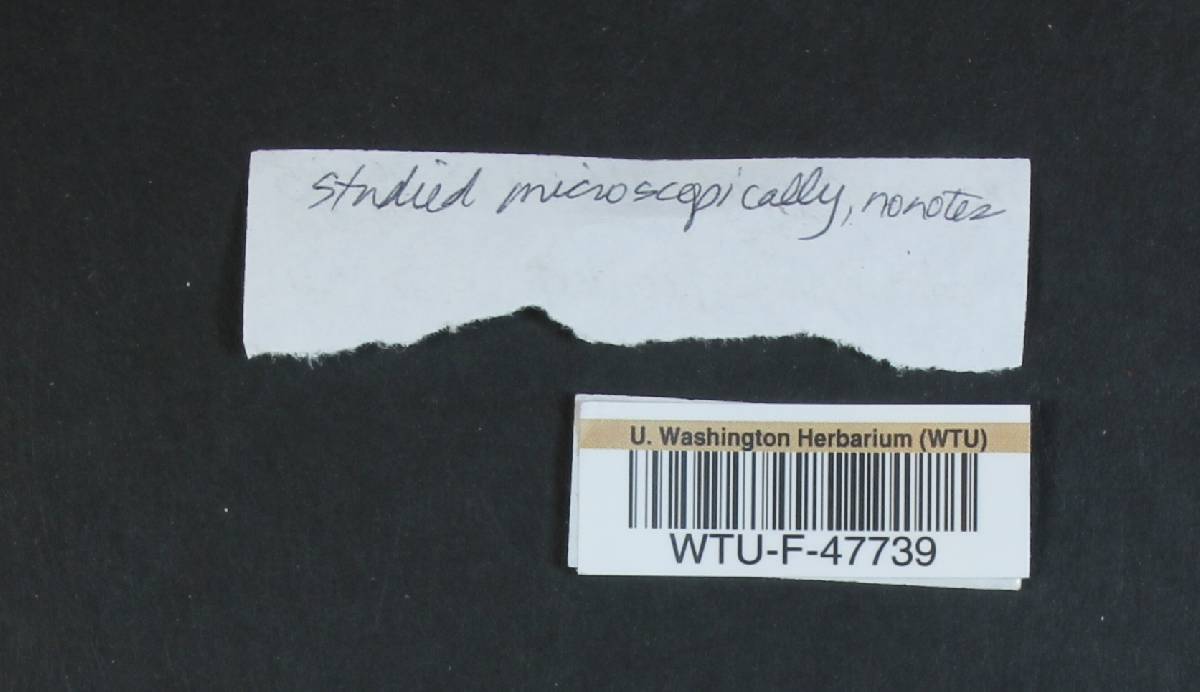 studied microscopically, no notes
U. Washington Herbarium (WTU)
WTU-F-47739